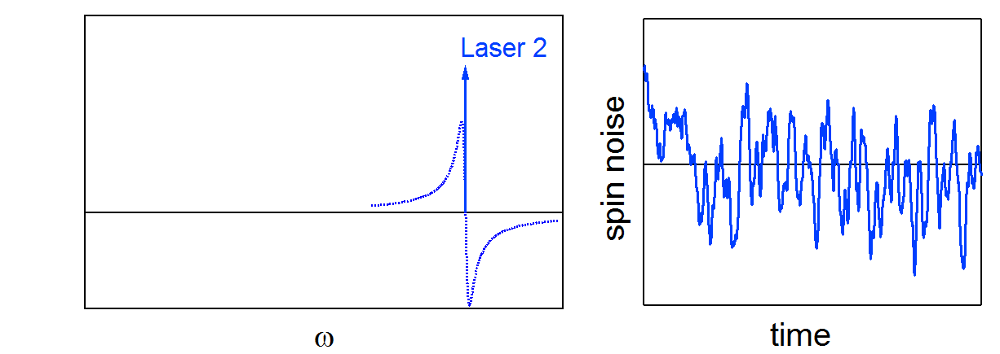 Laser 2
ω
spin noise
time